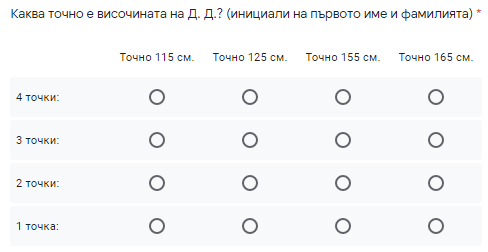 Каква точно е височината на Д. Д.? (инициали на първото име и фамилията) *
Точно 115 см. Точно 125 см. Точно 155 см. Точно 165 см.
4 точки:
3 точки:
2 точки:
1 точка: